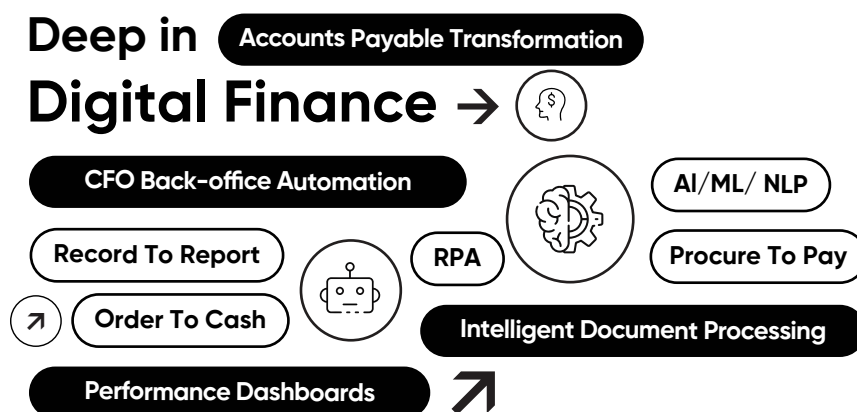 Deep in
Accounts Payable Transformation
Digital Finance
$
CFO Back-office Automation
AI/ML/ NLP
Record To Report
RPA
Procure To Pay
Order To Cash
Intelligent Document Processing
Performance Dashboards